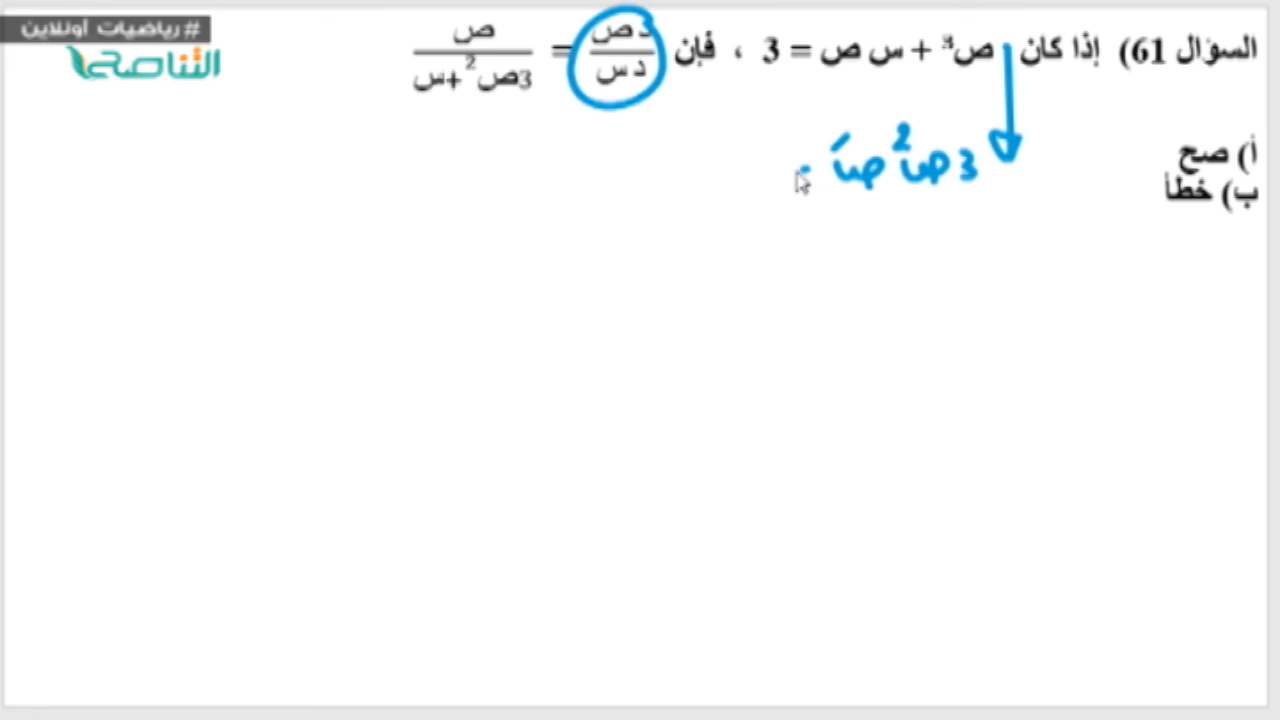 #رياضيات أونلاين
الناصح
السؤال 61) إذا كان ص³ + س ص = 3 ، فإن دص/دس = ص/3ص²+س
3ص² صَ
أ) صح
ب) خطأ